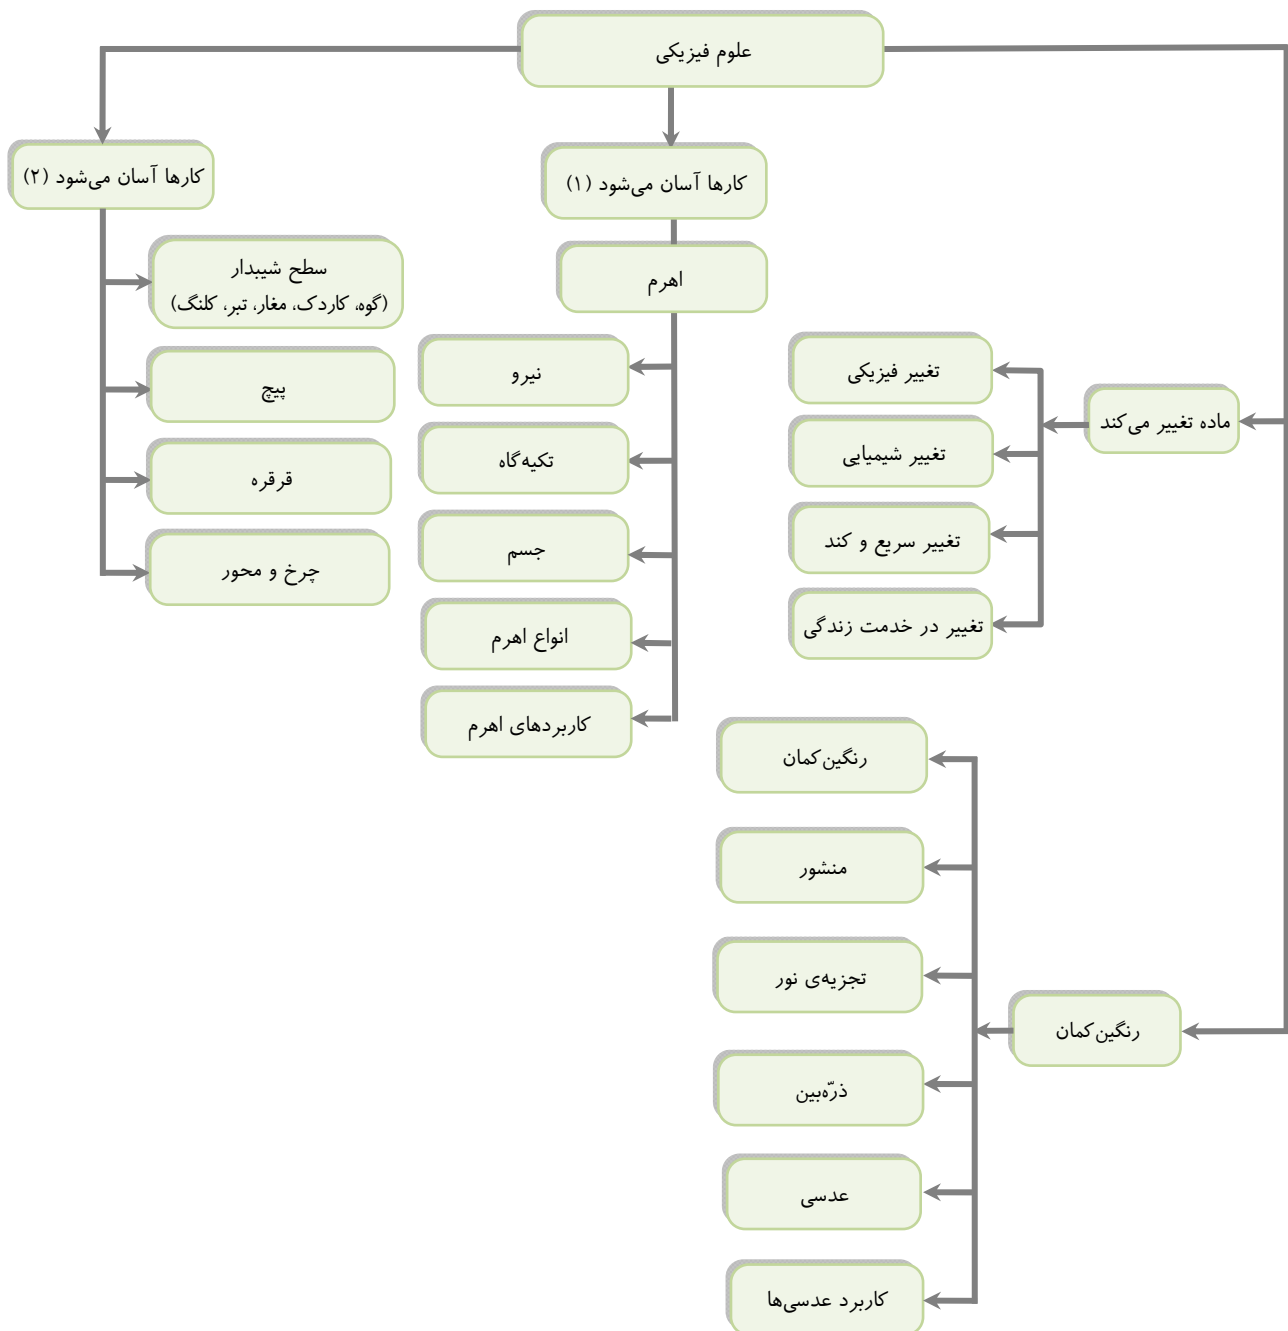 علوم فیزیکی
ماده تغییر می‌کند
تغییر فیزیکی
تغییر شیمیایی
تغییر سریع و کند
تغییر در خدمت زندگی
رنگین‌کمان
رنگین‌کمان
منشور
تجزیه‌ی نور
ذرّه‌بین
عدسی
کاربرد عدسی‌ها
کارها آسان می‌شود (۱)
اهرم
نیرو
تکیه‌گاه
جسم
انواع اهرم
کاربردهای اهرم
کارها آسان می‌شود (۲)
سطح شیبدار
(گوه، کاردک، مغار، تبر، کلنگ)
پیچ
قرقره
چرخ و محور